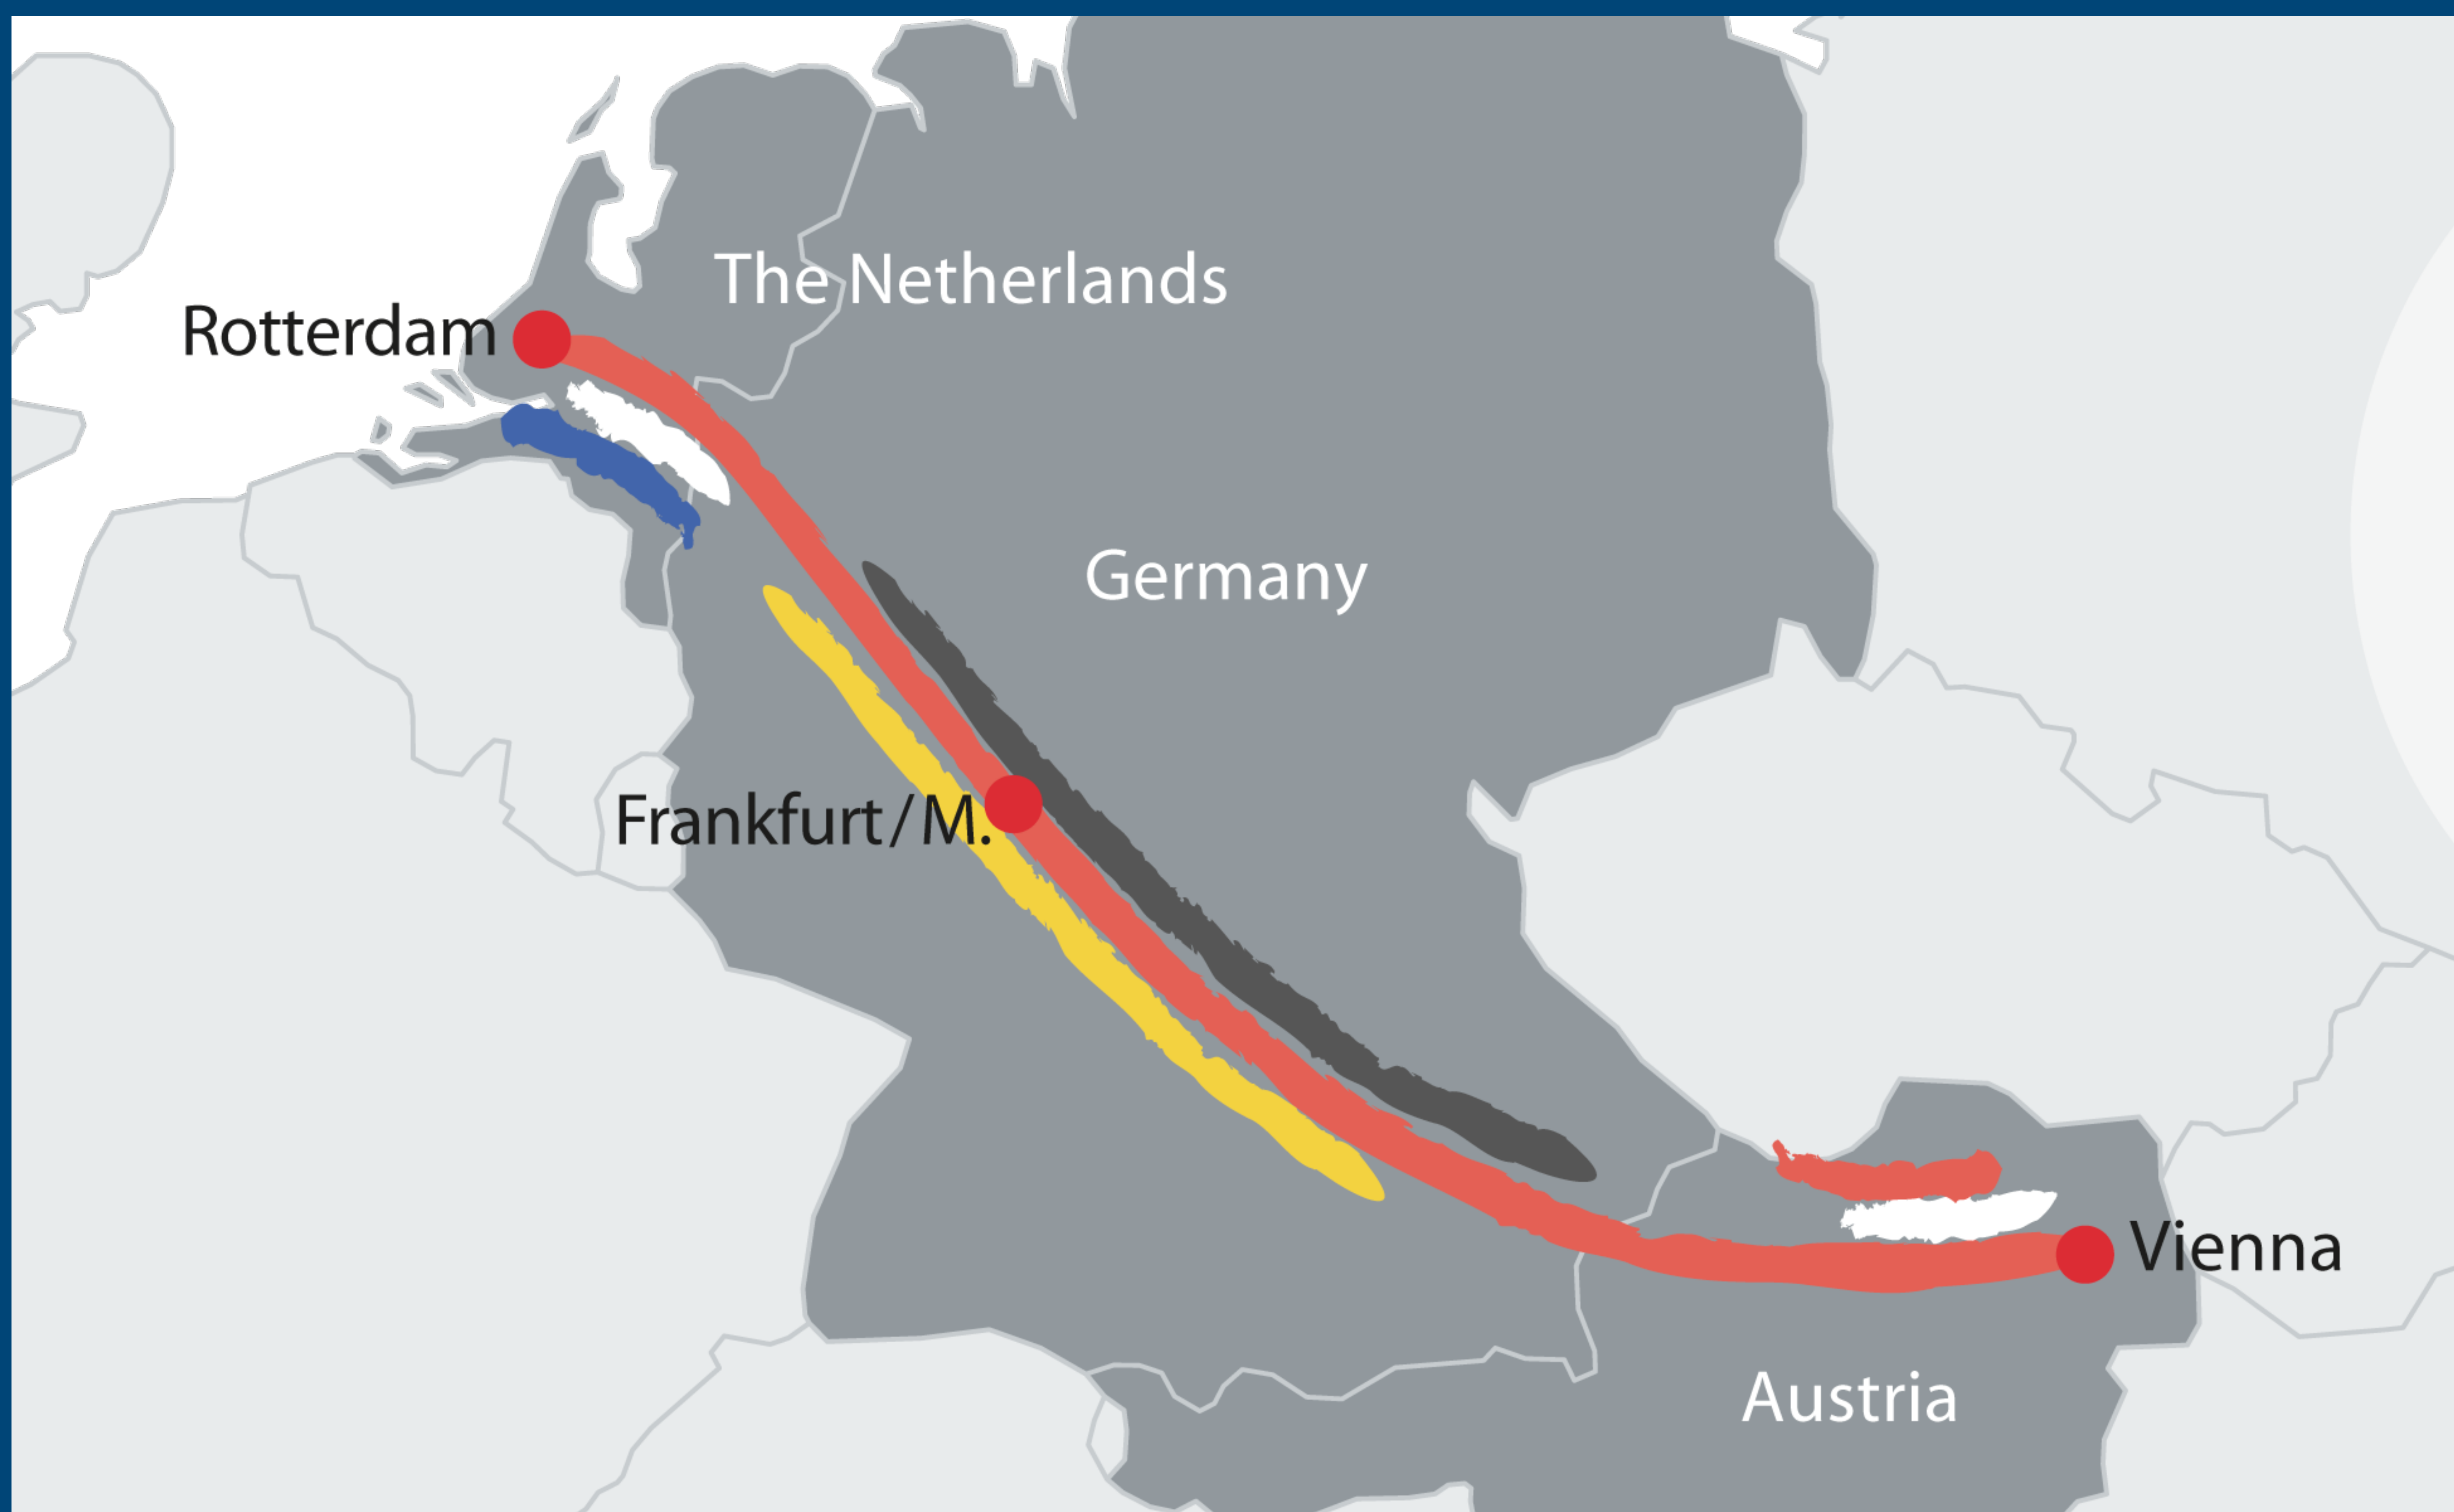 The Netherlands
Rotterdam
Germany
Frankfurt/M.
Vienna
Austria